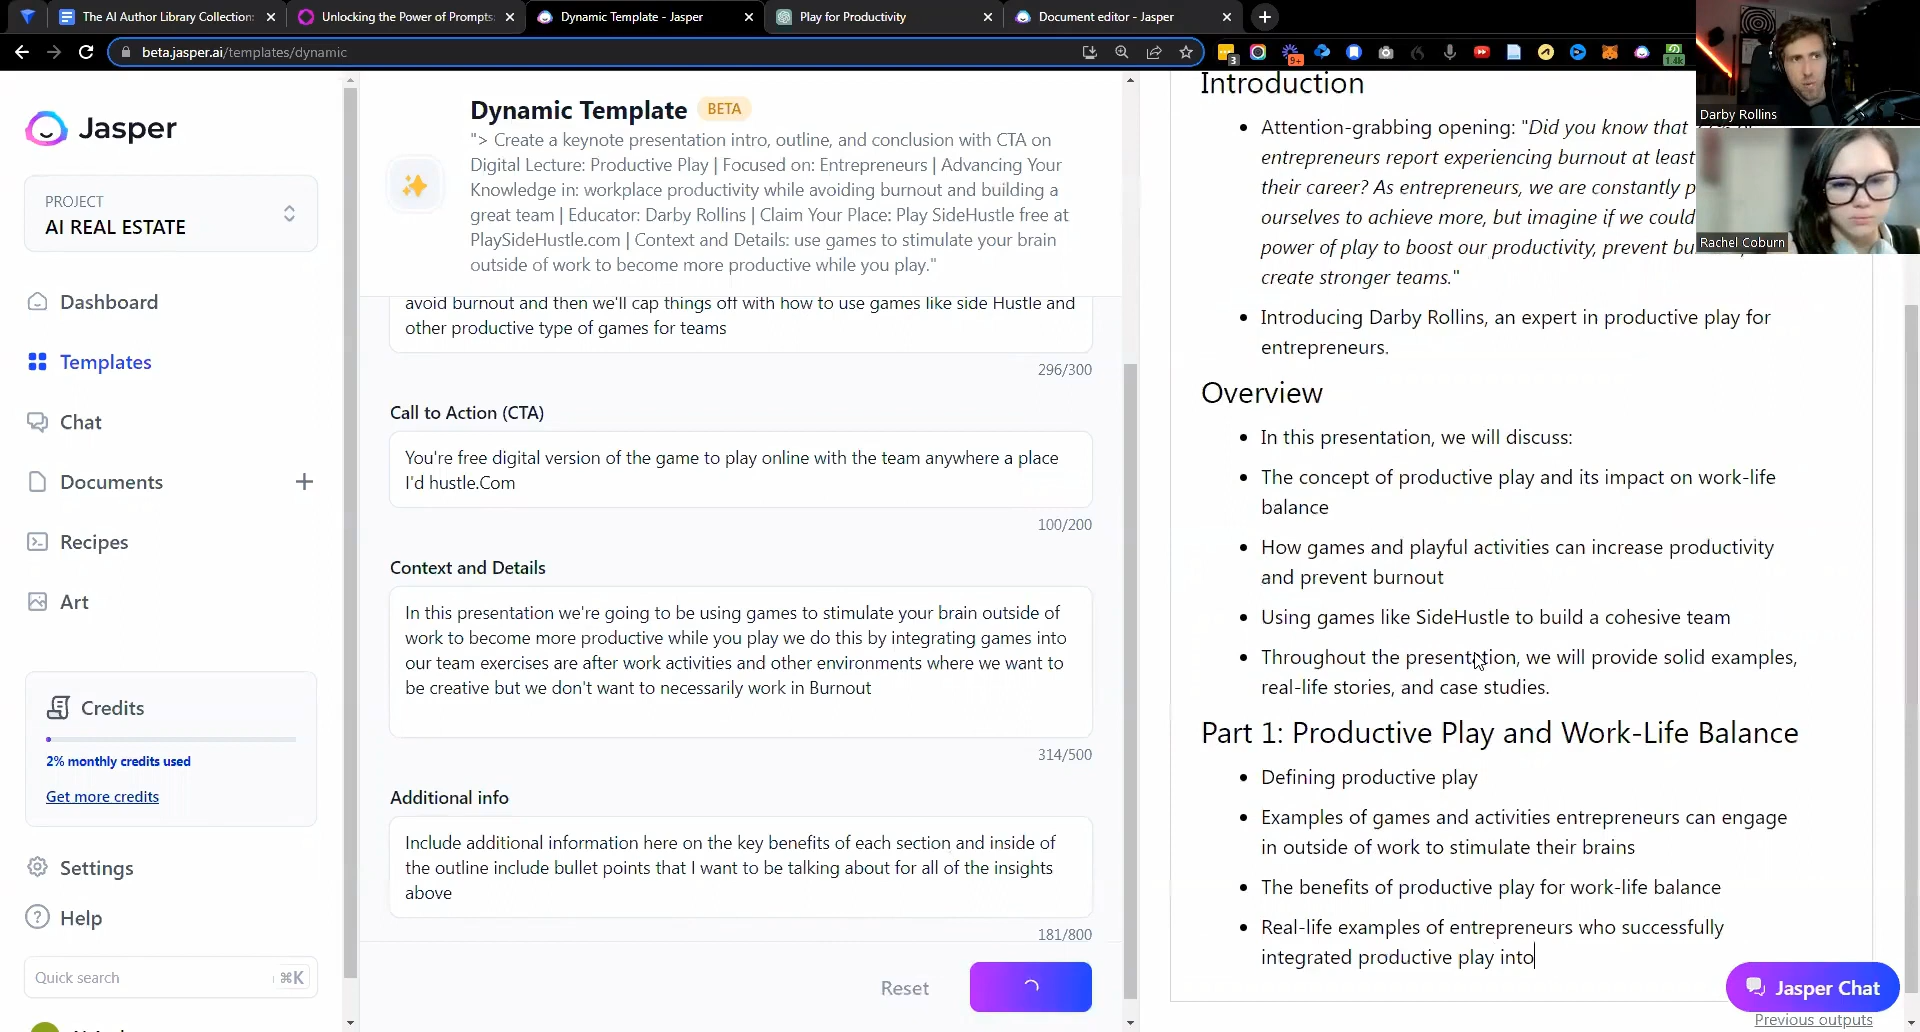 The AI Author Library Collection:
Unlocking the Power of Prompts:
Dynamic Template - Jasper
Play for Productivity
Document editor - Jasper
beta.jasper.ai/templates/dynamic
3
9+
1.4k
Jasper
PROJECT
AI REAL ESTATE
Dashboard
Templates
Chat
Documents
Recipes
Art
Credits
2% monthly credits used
Get more credits
Settings
Help
Quick search
⌘K
Dynamic Template BETA
"> Create a keynote presentation intro, outline, and conclusion with CTA on
Digital Lecture: Productive Play | Focused on: Entrepreneurs | Advancing Your
Knowledge in: workplace productivity while avoiding burnout and building a
great team | Educator: Darby Rollins | Claim Your Place: Play SideHustle free at
PlaySideHustle.com | Context and Details: use games to stimulate your brain
outside of work to become more productive while you play."
avoid burnout and then we'll cap things off with how to use games like side Hustle and
other productive type of games for teams
296/300
Call to Action (CTA)
You're free digital version of the game to play online with the team anywhere a place
I'd hustle.Com
100/200
Context and Details
In this presentation we're going to be using games to stimulate your brain outside of
work to become more productive while you play we do this by integrating games into
our team exercises are after work activities and other environments where we want to
be creative but we don't want to necessarily work in Burnout
314/500
Additional info
Include additional information here on the key benefits of each section and inside of
the outline include bullet points that I want to be talking about for all of the insights
above
181/800
Reset
Introduction
• Attention-grabbing opening: "Did you know that
entrepreneurs report experiencing burnout at least
their career? As entrepreneurs, we are constantly p
ourselves to achieve more, but imagine if we could
power of play to boost our productivity, prevent bu
create stronger teams."
• Introducing Darby Rollins, an expert in productive play for
entrepreneurs.
Overview
• In this presentation, we will discuss:
• The concept of productive play and its impact on work-life
balance
• How games and playful activities can increase productivity
and prevent burnout
• Using games like SideHustle to build a cohesive team
• Throughout the presentation, we will provide solid examples,
real-life stories, and case studies.
Part 1: Productive Play and Work-Life Balance
• Defining productive play
• Examples of games and activities entrepreneurs can engage
in outside of work to stimulate their brains
• The benefits of productive play for work-life balance
• Real-life examples of entrepreneurs who successfully
integrated productive play into
Jasper Chat
Previous outputs
Darby Rollins
Rachel Coburn